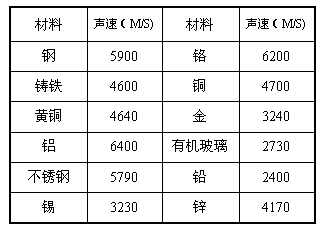 材料 声速（M/S） 材料 声速（M/S）
钢 5900 铬 6200
铸铁 4600 铜 4700
黄铜 4640 金 3240
铝 6400 有机玻璃 2730
不锈钢 5790 铅 2400
锡 3230 锌 4170